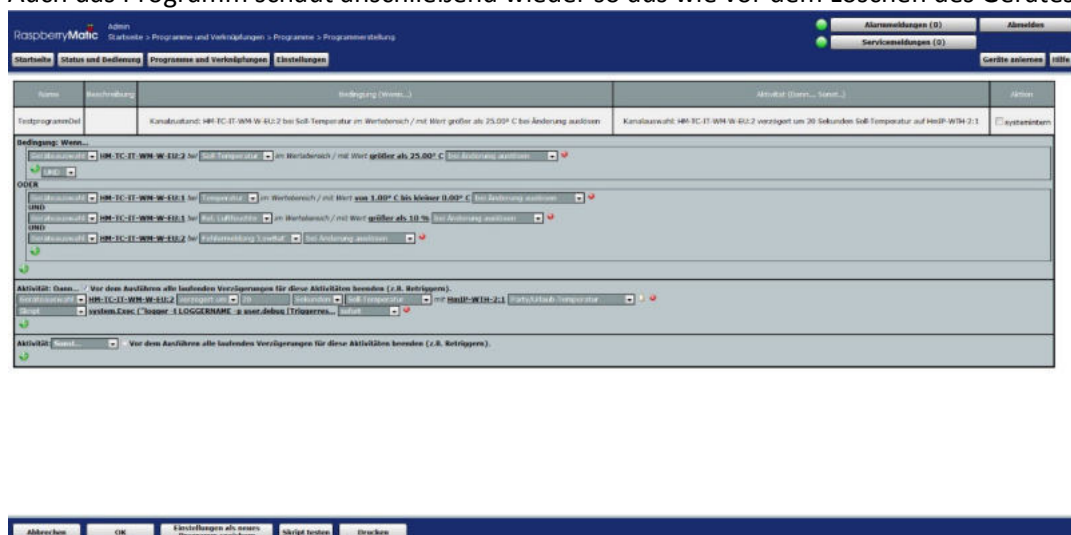 Auch das Programm schaut anschließend wieder so aus wie vor dem Löschen des Gerätes
RaspberryMatic
Admin
Startseite > Programme und Verknüpfungen > Programme > Programmerstellung
Alarmmeldungen (0)
Abmelden
Servicemeldungen (0)
Startseite Status und Bedienung Programme und Verknüpfungen Einstellungen
Geräte anlernen Hilfe
Name Beschreibung Bedingung (Wenn...) Aktivität (Dann... Sonst...) Aktion
TestprogrammDel Kanalzustand: HM-TC-IT-WM-W-EU:2 bei Soll-Temperatur im Wertebereich / mit Wert größer als 25.00° C bei Änderung auslösen Kanalauswahl: HM-TC-IT-WM-W-EU:2 verzögert um 20 Sekunden Soll-Temperatur auf HmIP-WTH-2:1 systemintern
Bedingung: Wenn...
Geräteauswahl HM-TC-IT-WM-W-EU:2 bei Soll-Temperatur im Wertebereich / mit Wert größer als 25.00° C bei Änderung auslösen
UND
ODER
Geräteauswahl HM-TC-IT-WM-W-EU:1 bei Temperatur im Wertebereich / mit Wert von 1.00° C bis kleiner 0.00° C bei Änderung auslösen
UND
Geräteauswahl HM-TC-IT-WM-W-EU:1 bei Rel. Luftfeuchte im Wertebereich / mit Wert größer als 10 % bei Änderung auslösen
UND
Geräteauswahl HM-TC-IT-WM-W-EU:2 bei Fehlermeldung 'LowBat' bei Änderung auslösen
Aktivität: Dann... Vor dem Ausführen alle laufenden Verzögerungen für diese Aktivitäten beenden (z.B. Retriggern).
Geräteauswahl HM-TC-IT-WM-W-EU:2 verzögert um 20 Sekunden Soll-Temperatur mit HmIP-WTH-2:1 Party/Urlaub-Temperatur
Skript system.Exec ("logger -t LOGGERNAME -p user.debug [Triggerres... sofort
Aktivität: Sonst... Vor dem Ausführen alle laufenden Verzögerungen für diese Aktivitäten beenden (z.B. Retriggern).
Abbrechen OK Einstellungen als neues Skript testen Drucken